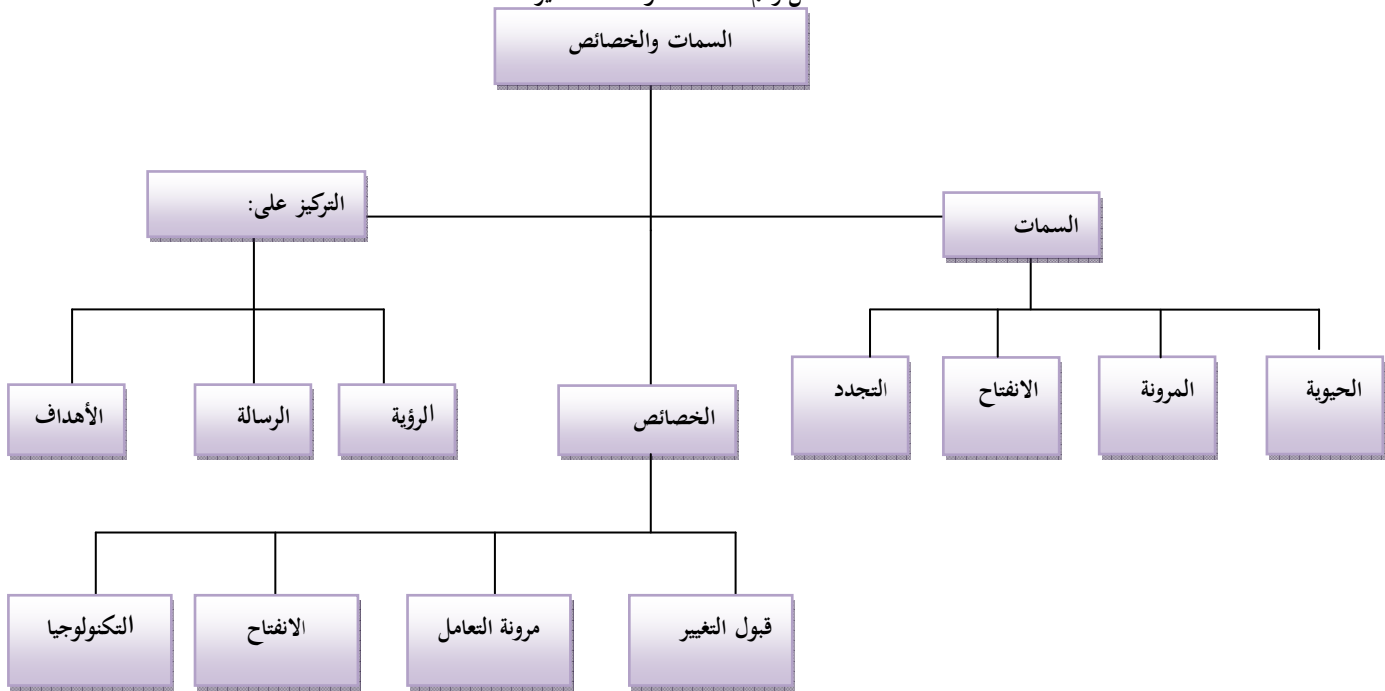 السمات والخصائص
التركيز على:
السمات
الحيوية
المرونة
الانفتاح
التجدد
الخصائص
الرؤية
الرسالة
الأهداف
قبول التغيير
مرونة التعامل
الانفتاح
التكنولوجيا